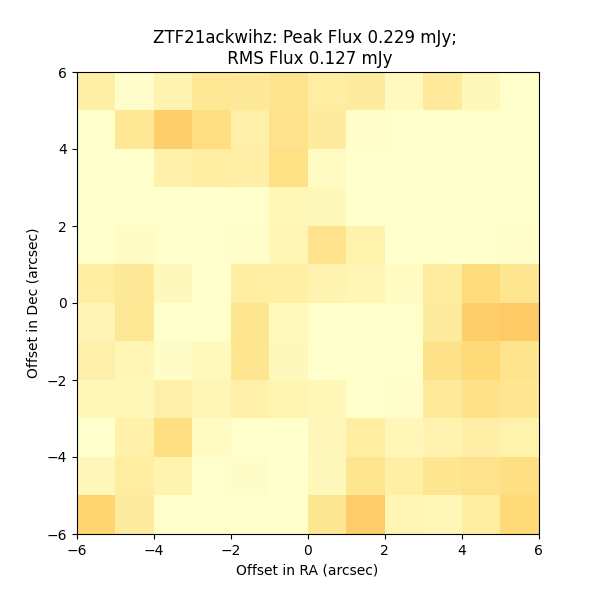 ZTF21ackwihz: Peak Flux 0.229 mJy;
RMS Flux 0.127 mJy
6
4
2
0
−2
−4
−6
Offset in Dec (arcsec)
−6 −4 −2 0 2 4 6
Offset in RA (arcsec)